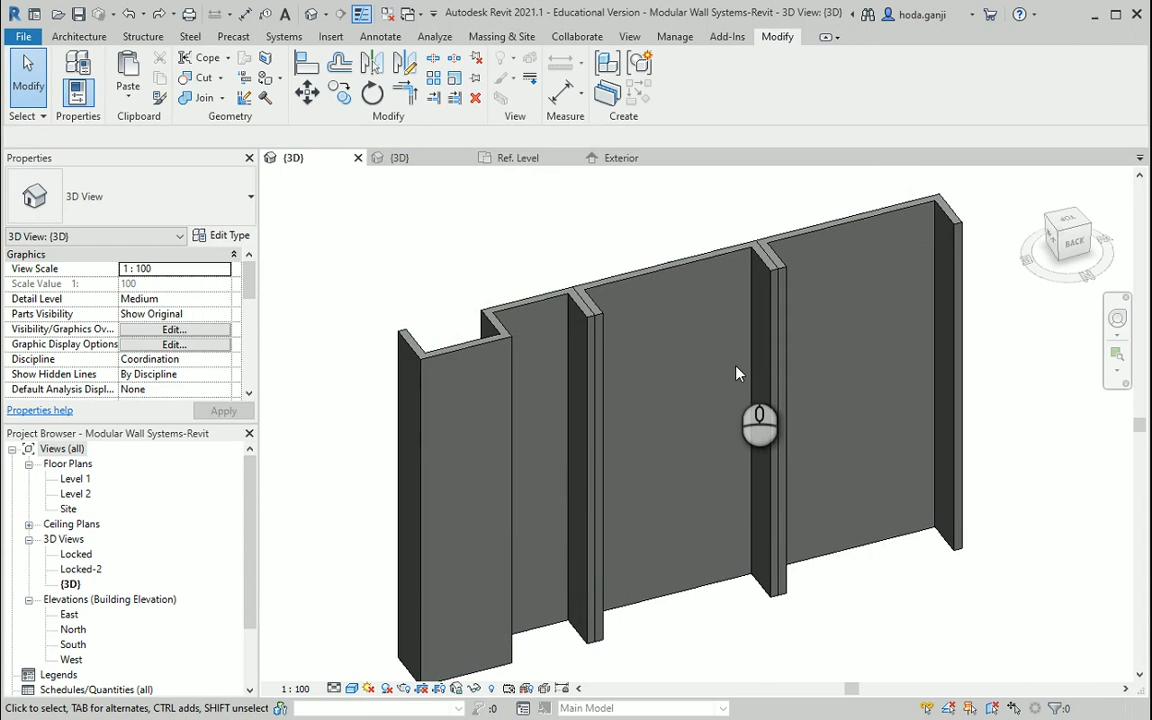 Autodesk Revit 2021.1 - Educational Version - Modular Wall Systems-Revit - 3D View: {3D}
hoda.ganji
File Architecture Structure Steel Precast Systems Insert Annotate Analyze Massing & Site Collaborate View Manage Add-Ins Modify
Cope
Cut
Join
Modify
Properties
Paste
Select Properties Clipboard Geometry Modify View Measure Create
Properties
{3D} {3D} Ref. Level Exterior
3D View
3D View: {3D} Edit Type
Graphics
View Scale 1 : 100
Scale Value 1: 100
Detail Level Medium
Parts Visibility Show Original
Visibility/Graphics Ov... Edit...
Graphic Display Options Edit...
Discipline Coordination
Show Hidden Lines By Discipline
Default Analysis Displ... None
Properties help Apply
Project Browser - Modular Wall Systems-Revit
Views (all)
Floor Plans
Level 1
Level 2
Site
Ceiling Plans
3D Views
Locked
Locked-2
{3D}
Elevations (Building Elevation)
East
North
South
West
Legends
Schedules/Quantities (all)
TOP
BACK
0
1 : 100
Click to select, TAB for alternates, CTRL adds, SHIFT unselect
:0
Main Model
:0